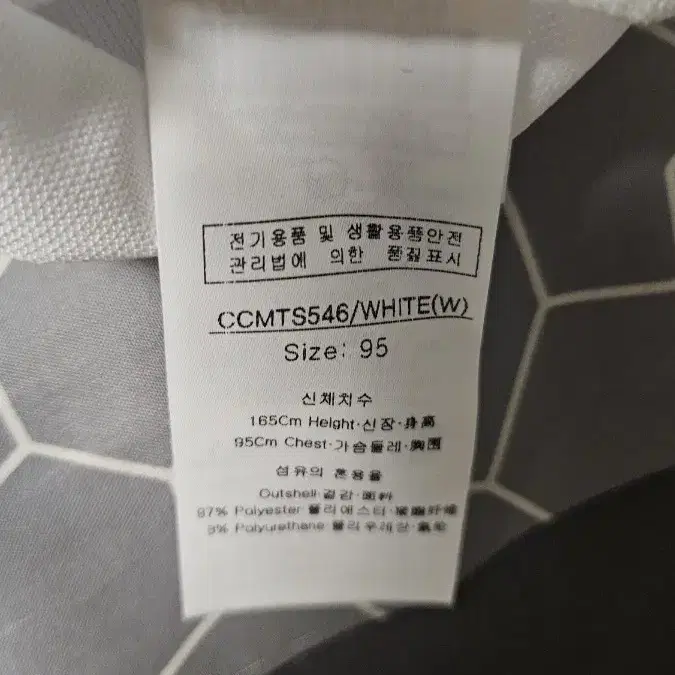 전기용품 및 생활용품안전
관리법에 의한 품질표시
CCMTS546/WHITE(W)
Size: 95
신체치수
165Cm Height·신장·身高
95Cm Chest·가슴둘레·胸围
섬유의 혼용율
Outshell·겉감·面料
97% Polyester 폴리에스터·聚酯纤维
3% Polyurethane 폴리우레탄·氨纶